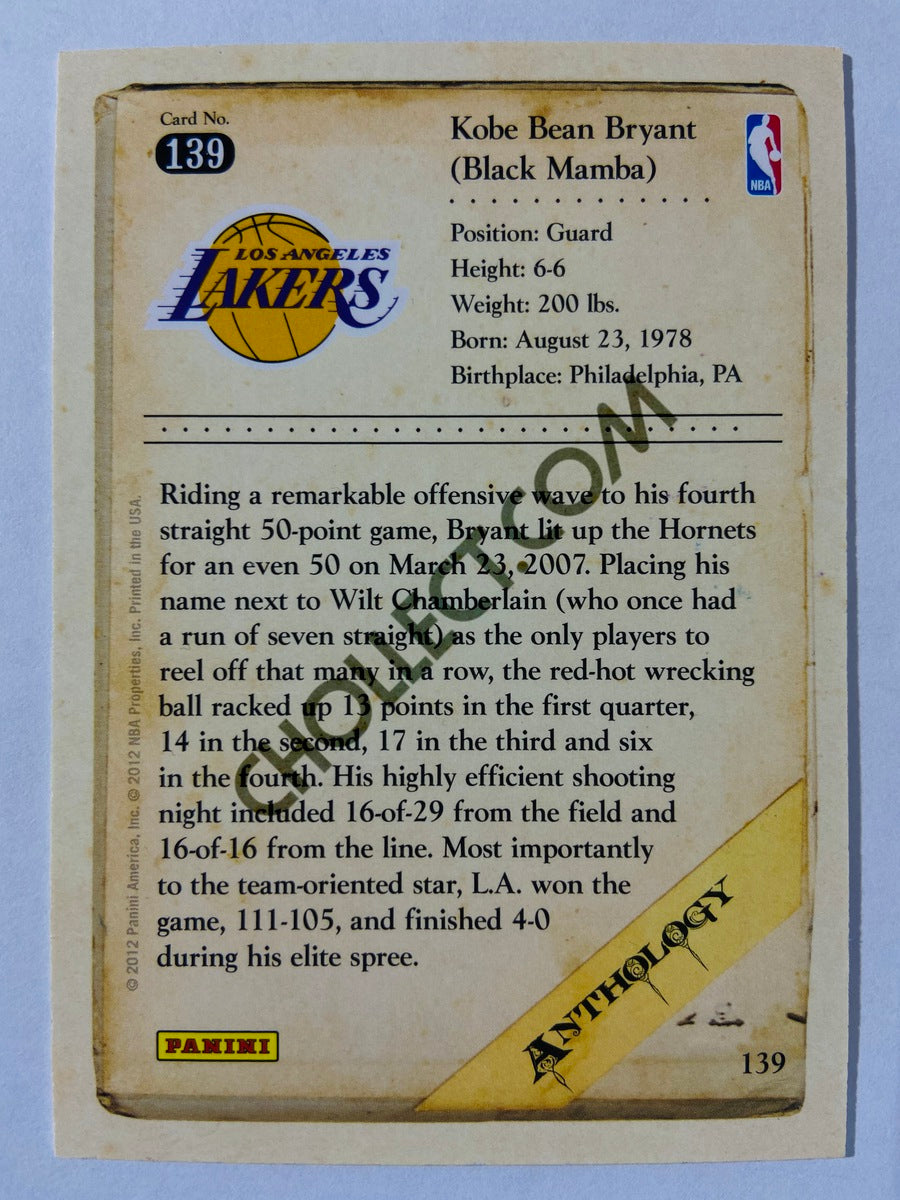 Card No.
139
Kobe Bean Bryant
(Black Mamba)
NBA
LOS ANGELES
LAKERS
Position: Guard
Height: 6-6
Weight: 200 lbs.
Born: August 23, 1978
Birthplace: Philadelphia, PA
Riding a remarkable offensive wave to his fourth
straight 50-point game, Bryant lit up the Hornets
for an even 50 on March 23, 2007. Placing his
name next to Wilt Chamberlain (who once had
a run of seven straight) as the only players to
reel off that many in a row, the red-hot wrecking
ball racked up 13 points in the first quarter,
14 in the second, 17 in the third and six
in the fourth. His highly efficient shooting
night included 16-of-29 from the field and
16-of-16 from the line. Most importantly
to the team-oriented star, L.A. won the
game, 111-105, and finished 4-0
during his elite spree.
© 2012 Panini America, Inc. © 2012 NBA Properties, Inc. Printed in the USA.
CHOLLECT.COM
PANINI
ANTHOLOGY
139